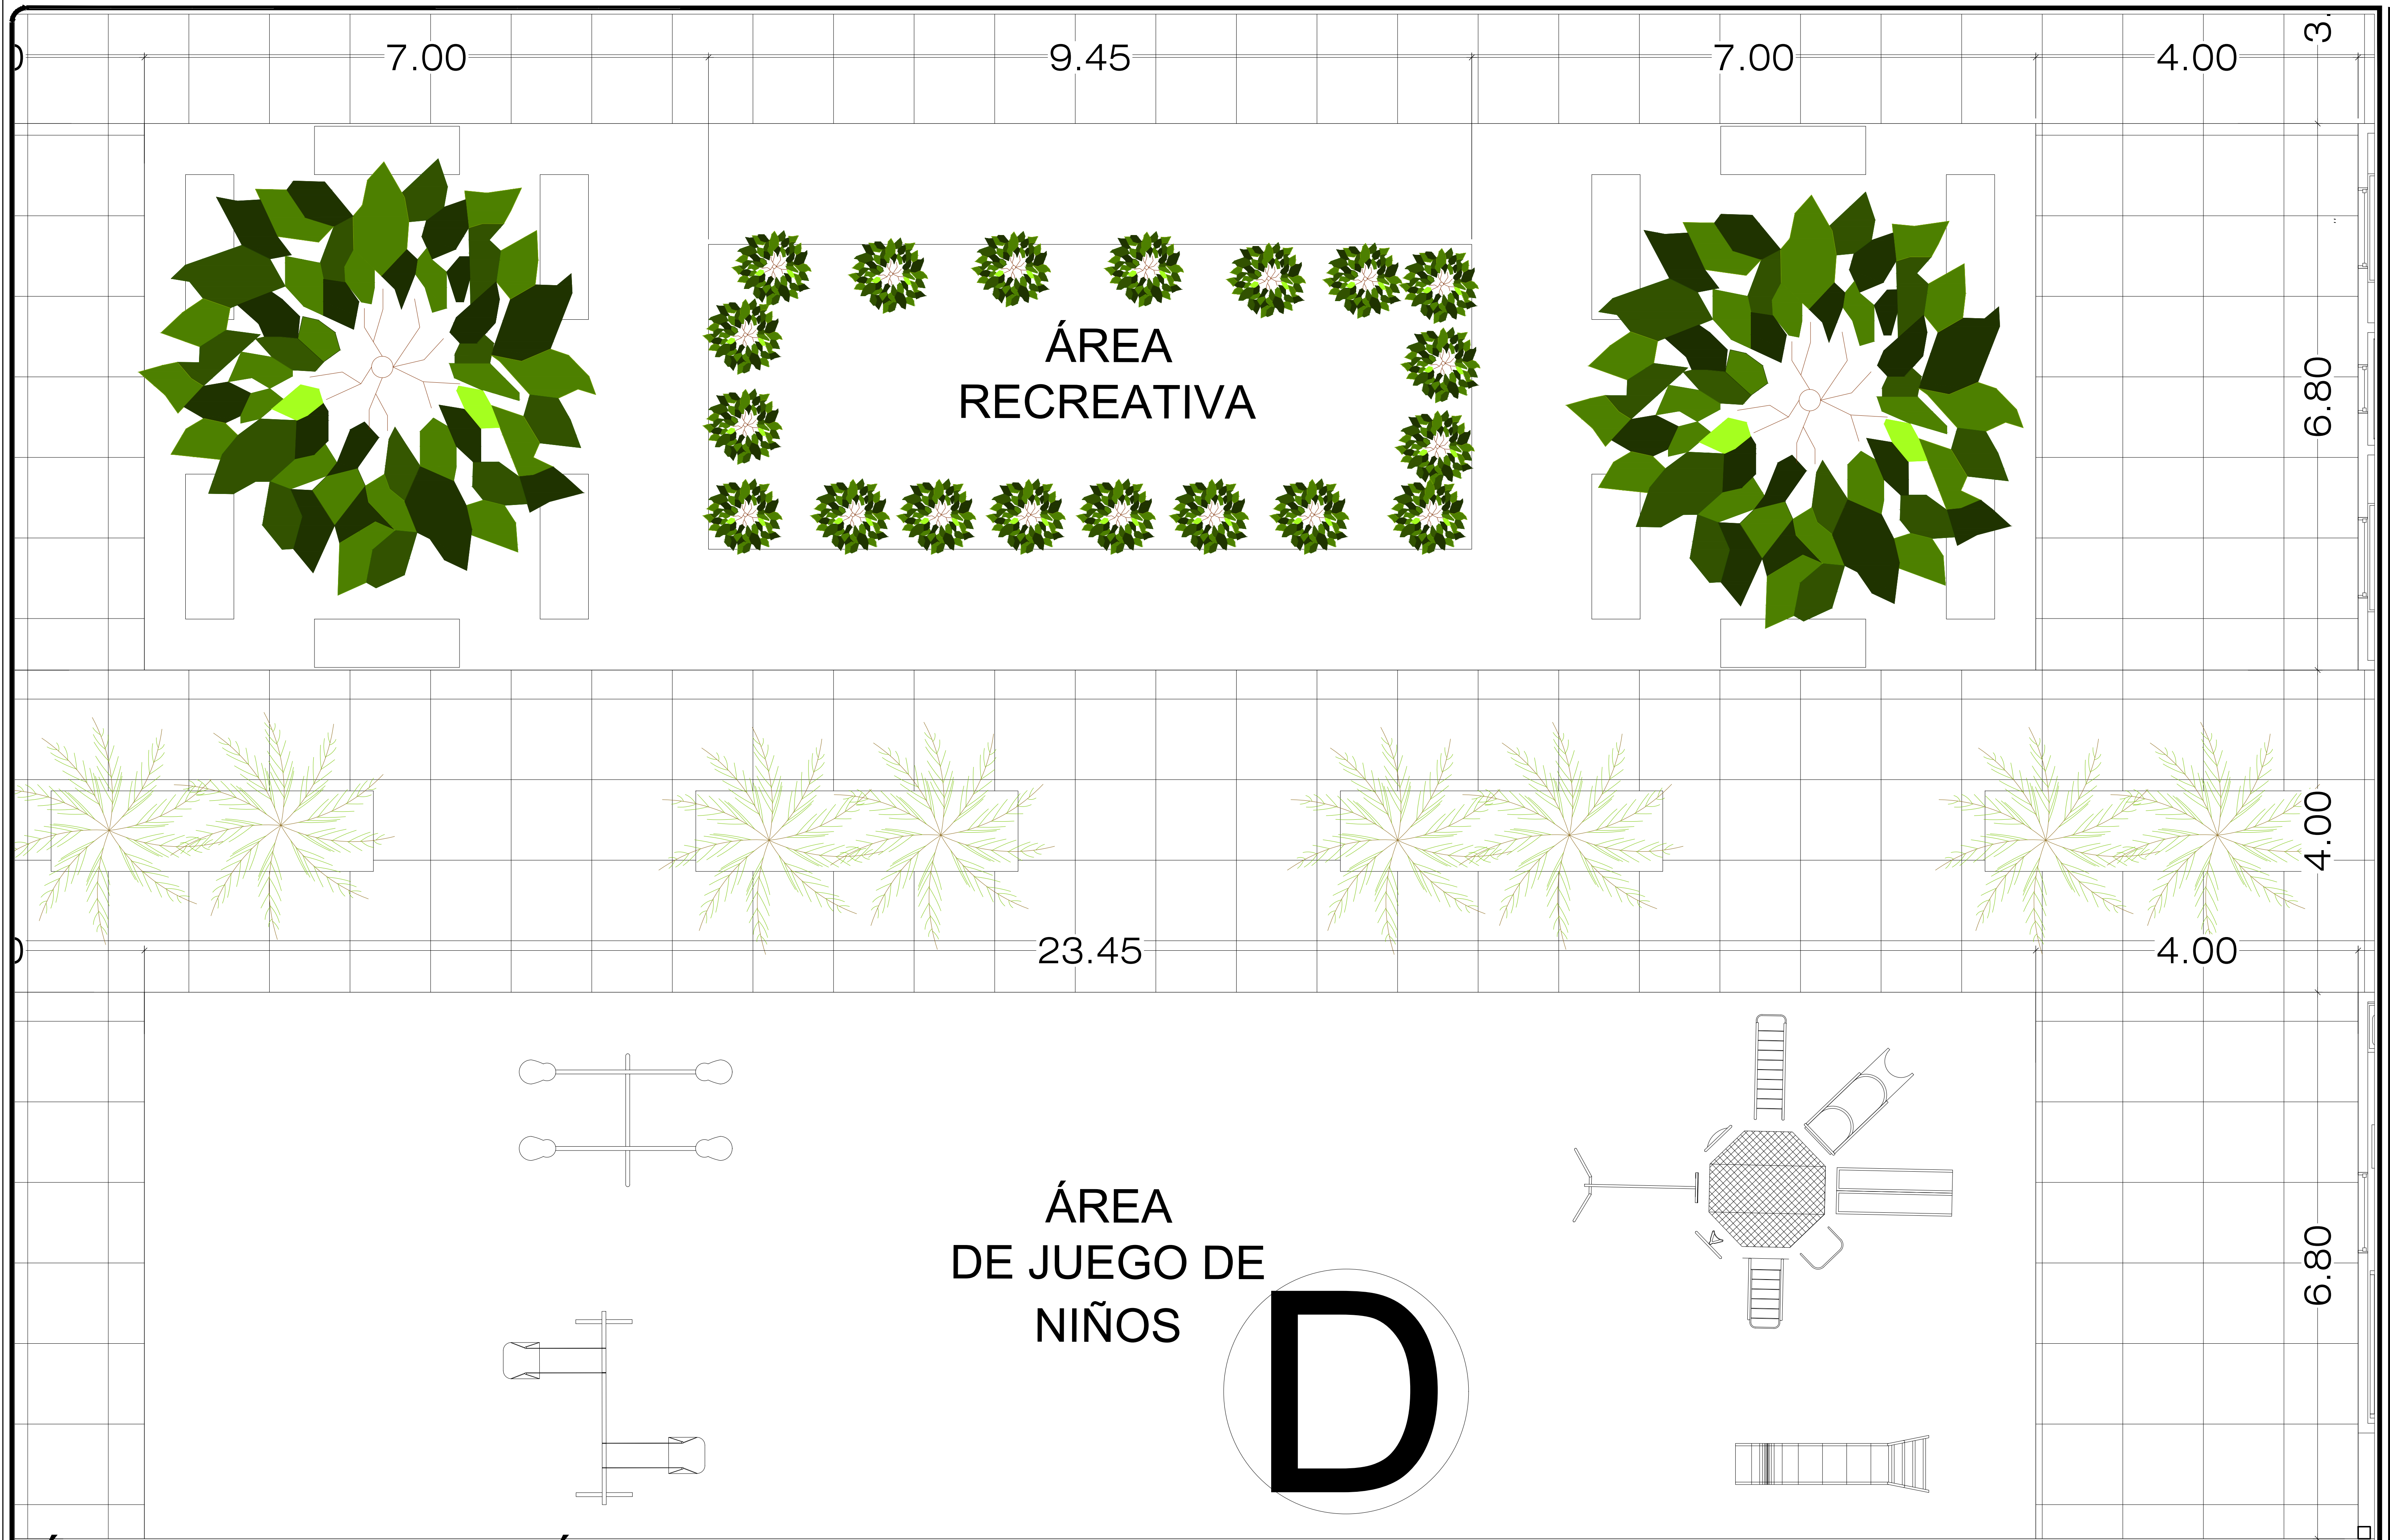 7.00 9.45 7.00 4.00
ÁREA
RECREATIVA
6.80
4.00
23.45 4.00
ÁREA
DE JUEGO DE
NIÑOS
6.80
D